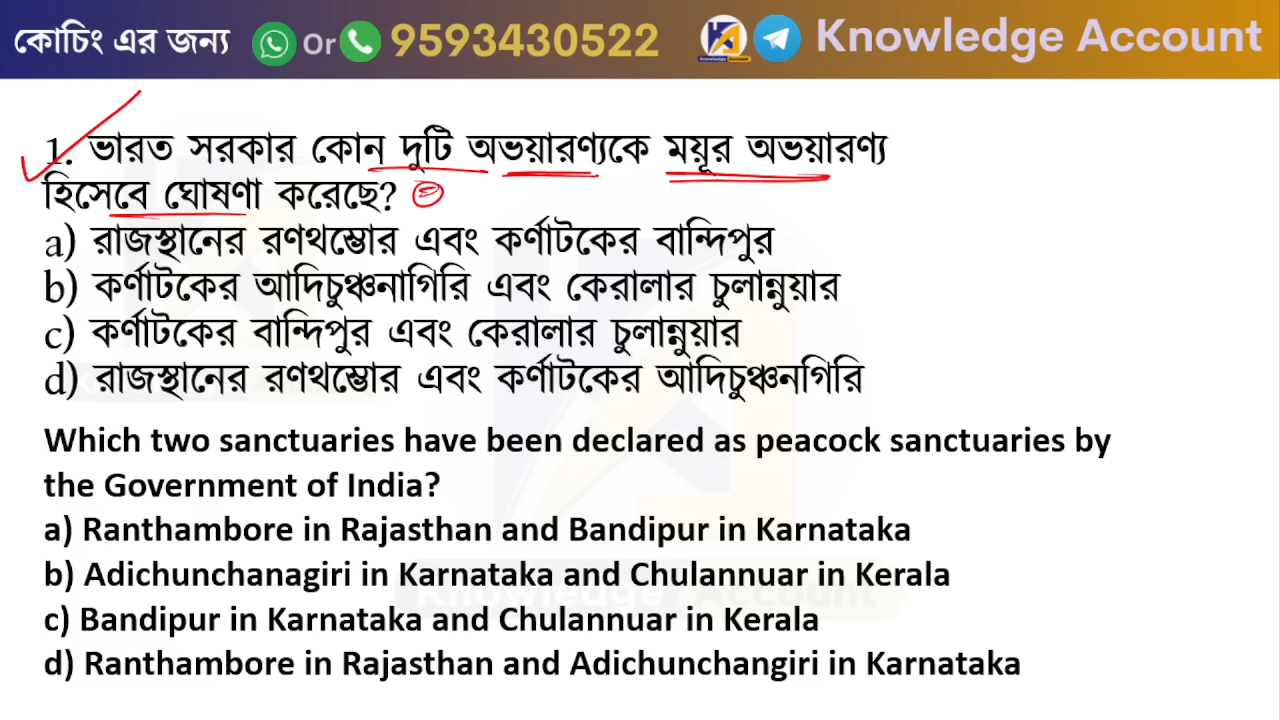 কোচিং এর জন্য Or 9593430522 Knowledge Account
1. ভারত সরকার কোন দুটি অভয়ারণ্যকে ময়ূর অভয়ারণ্য
হিসেবে ঘোষণা করেছে?
a) রাজস্থানের রণথম্ভোর এবং কর্ণাটকের বান্দিপুর
b) কর্ণাটকের আদিচুঞ্চনাগিরি এবং কেরালার চুলান্নুয়ার
c) কর্ণাটকের বান্দিপুর এবং কেরালার চুলান্নুয়ার
d) রাজস্থানের রণথম্ভোর এবং কর্ণাটকের আদিচুঞ্চনগিরি
Which two sanctuaries have been declared as peacock sanctuaries by
the Government of India?
a) Ranthambore in Rajasthan and Bandipur in Karnataka
b) Adichunchanagiri in Karnataka and Chulannuar in Kerala
c) Bandipur in Karnataka and Chulannuar in Kerala
d) Ranthambore in Rajasthan and Adichunchangiri in Karnataka
Knowledge Account